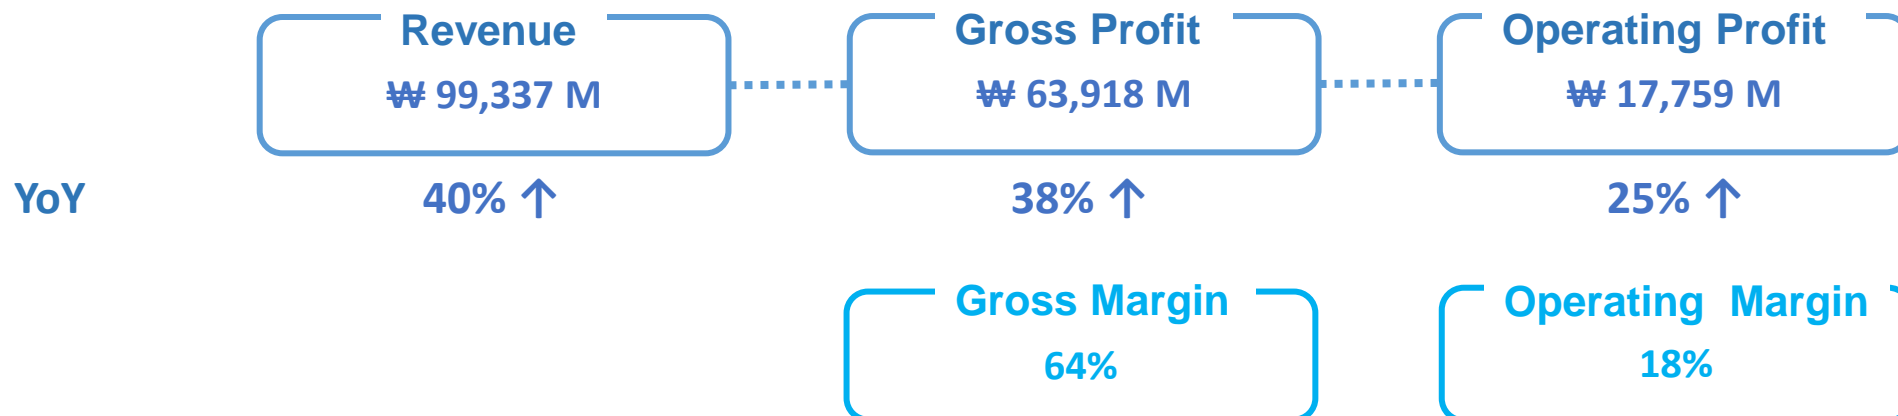 Revenue Gross Profit Operating Profit
₩ 99,337 M ₩ 63,918 M ₩ 17,759 M
YoY 40% ↑ 38% ↑ 25% ↑
Gross Margin Operating Margin
64% 18%